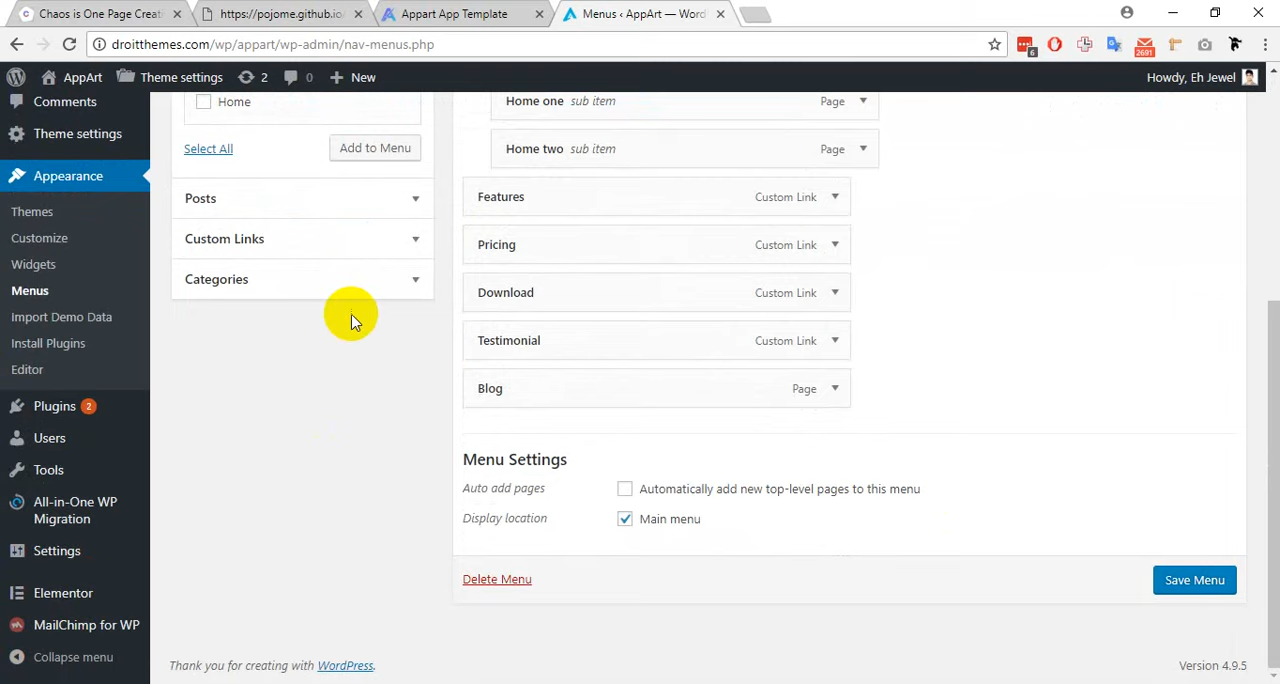 Chaos is One Page Create
https://pojome.github.io/
Appart App Template
Menus ‹ AppArt — Word
droitthemes.com/wp/appart/wp-admin/nav-menus.php
6
2691
AppArt
Theme settings
2
0
New
Howdy, Eh Jewel
Comments
Theme settings
Appearance
Themes
Customize
Widgets
Menus
Import Demo Data
Install Plugins
Editor
Plugins 2
Users
Tools
All-in-One WP
Migration
Settings
Elementor
MailChimp for WP
Collapse menu
Home
Select All
Add to Menu
Posts
Custom Links
Categories
Home one sub item Page
Home two sub item Page
Features Custom Link
Pricing Custom Link
Download Custom Link
Testimonial Custom Link
Blog Page
Menu Settings
Auto add pages Automatically add new top-level pages to this menu
Display location Main menu
Delete Menu
Save Menu
Thank you for creating with WordPress.
Version 4.9.5